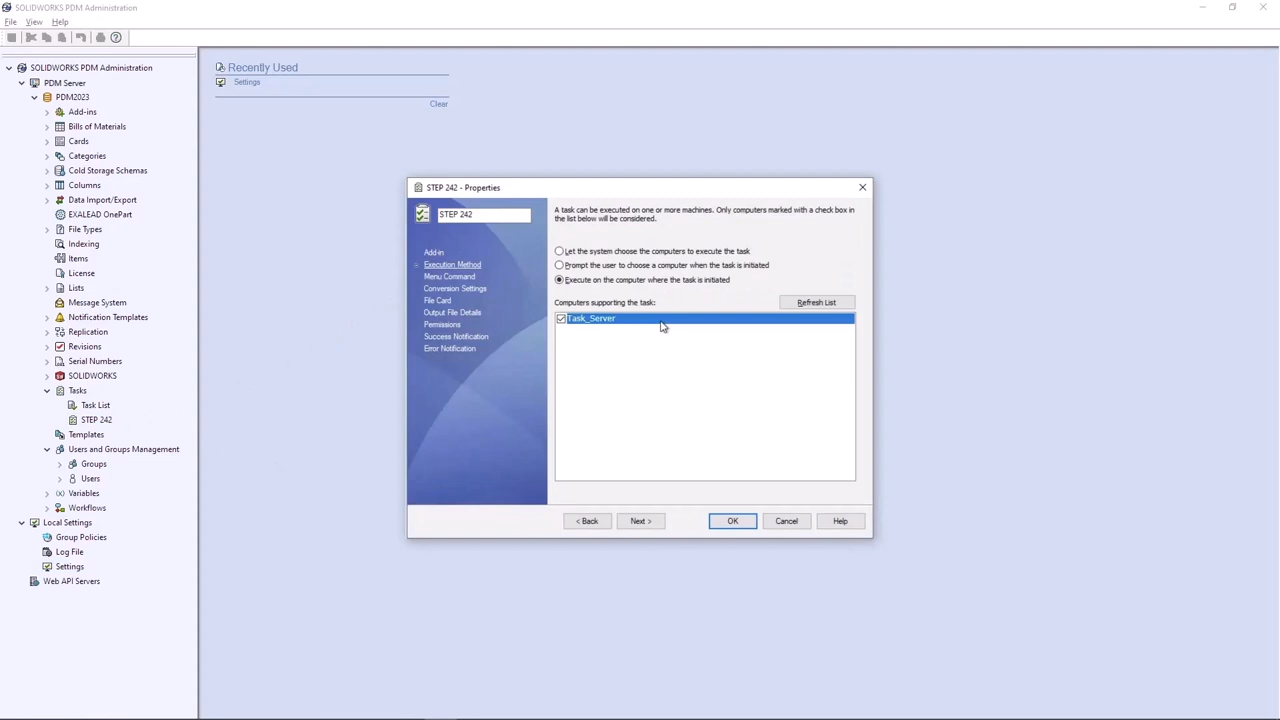 SOLIDWORKS PDM Administration
File View Help
SOLIDWORKS PDM Administration
PDM Server
PDM2023
Add-ins
Bills of Materials
Cards
Categories
Cold Storage Schemas
Columns
Data Import/Export
EXALEAD OnePart
File Types
Indexing
Items
License
Lists
Message System
Notification Templates
Replication
Revisions
Serial Numbers
SOLIDWORKS
Tasks
Task List
STEP 242
Templates
Users and Groups Management
Groups
Users
Variables
Workflows
Local Settings
Group Policies
Log File
Settings
Web API Servers
Recently Used
Settings
Clear
STEP 242 - Properties
STEP 242
Add-in
Execution Method
Menu Command
Conversion Settings
File Card
Output File Details
Permissions
Success Notification
Error Notification
A task can be executed on one or more machines. Only computers marked with a check box in
the list below will be considered.
Let the system choose the computers to execute the task
Prompt the user to choose a computer when the task is initiated
Execute on the computer where the task is initiated
Computers supporting the task:
Refresh List
Task_Server
< Back Next > OK Cancel Help